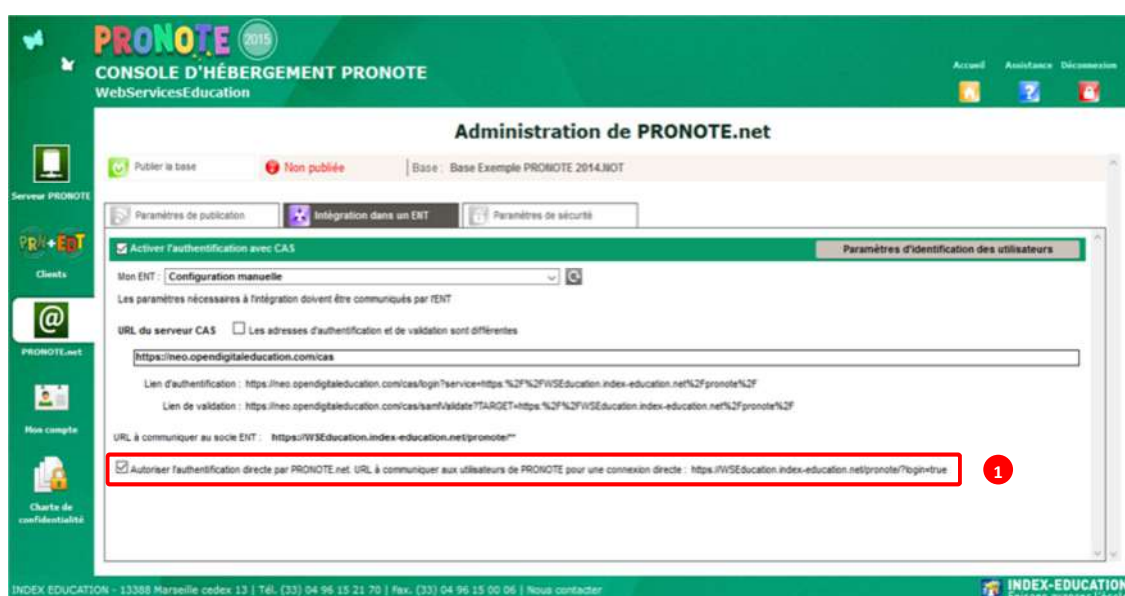 PRONOTE 2015
CONSOLE D'HÉBERGEMENT PRONOTE
WebServicesEducation
Accueil Assistance Déconnexion
Administration de PRONOTE.net
Publier la base Non publiée Base : Base Exemple PRONOTE 2014.NOT
Serveur PRONOTE
Paramètres de publication Intégration dans un ENT Paramètres de sécurité
PRN+EDT
Activer l'authentification avec CAS Paramètres d'identification des utilisateurs
Clients
Mon ENT : Configuration manuelle
Les paramètres nécessaires à l'intégration doivent être communiqués par l'ENT
@
URL du serveur CAS Les adresses d'authentification et de validation sont différentes
PRONOTE.net
https://neo.opendigitaleducation.com/cas
Lien d'authentification : https://neo.opendigitaleducation.com/cas/login?service=https:%2F%2FWSEducation.index-education.net%2Fpronote%2F
Lien de validation : https://neo.opendigitaleducation.com/cas/samlValidate?TARGET=https:%2F%2FWSEducation.index-education.net%2Fpronote%2F
Mon compte
URL à communiquer au socle ENT : https://WSEducation.index-education.net/pronote/**
Autoriser l'authentification directe par PRONOTE.net. URL à communiquer aux utilisateurs de PRONOTE pour une connexion directe : https://WSEducation.index-education.net/pronote/?login=true
1
Charte de
confidentialité
INDEX EDUCATION - 13388 Marseille cedex 13 | Tél. (33) 04 96 15 21 70 | Fax. (33) 04 96 15 00 06 | Nous contacter
INDEX-EDUCATION